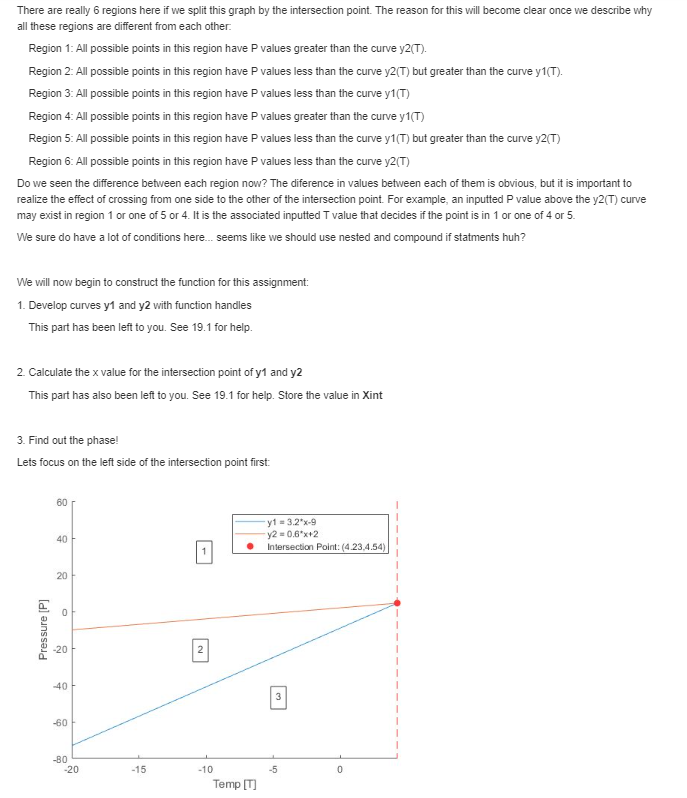 There are really 6 regions here if we split this graph by the intersection point. The reason for this will become clear once we describe why
all these regions are different from each other:
Region 1: All possible points in this region have P values greater than the curve y2(T).
Region 2: All possible points in this region have P values less than the curve y2(T) but greater than the curve y1(T).
Region 3: All possible points in this region have P values less than the curve y1(T)
Region 4: All possible points in this region have P values greater than the curve y1(T)
Region 5: All possible points in this region have P values less than the curve y1(T) but greater than the curve y2(T)
Region 6: All possible points in this region have P values less than the curve y2(T)
Do we seen the difference between each region now? The diference in values between each of them is obvious, but it is important to
realize the effect of crossing from one side to the other of the intersection point. For example, an inputted P value above the y2(T) curve
may exist in region 1 or one of 5 or 4. It is the associated inputted T value that decides if the point is in 1 or one of 4 or 5.
We sure do have a lot of conditions here... seems like we should use nested and compound if statments huh?
We will now begin to construct the function for this assignment:
1. Develop curves y1 and y2 with function handles
This part has been left to you. See 19.1 for help.
2. Calculate the x value for the intersection point of y1 and y2
This part has also been left to you. See 19.1 for help. Store the value in Xint
3. Find out the phase!
Lets focus on the left side of the intersection point first:
60
y1 = 3.2*x-9
y2 = 0.6*x+2
Intersection Point: (4.23,4.54)
40
1
20
0
Pressure [P]
-20
2
-40
3
-60
-80
-20
-15
-10
-5
0
Temp [T]